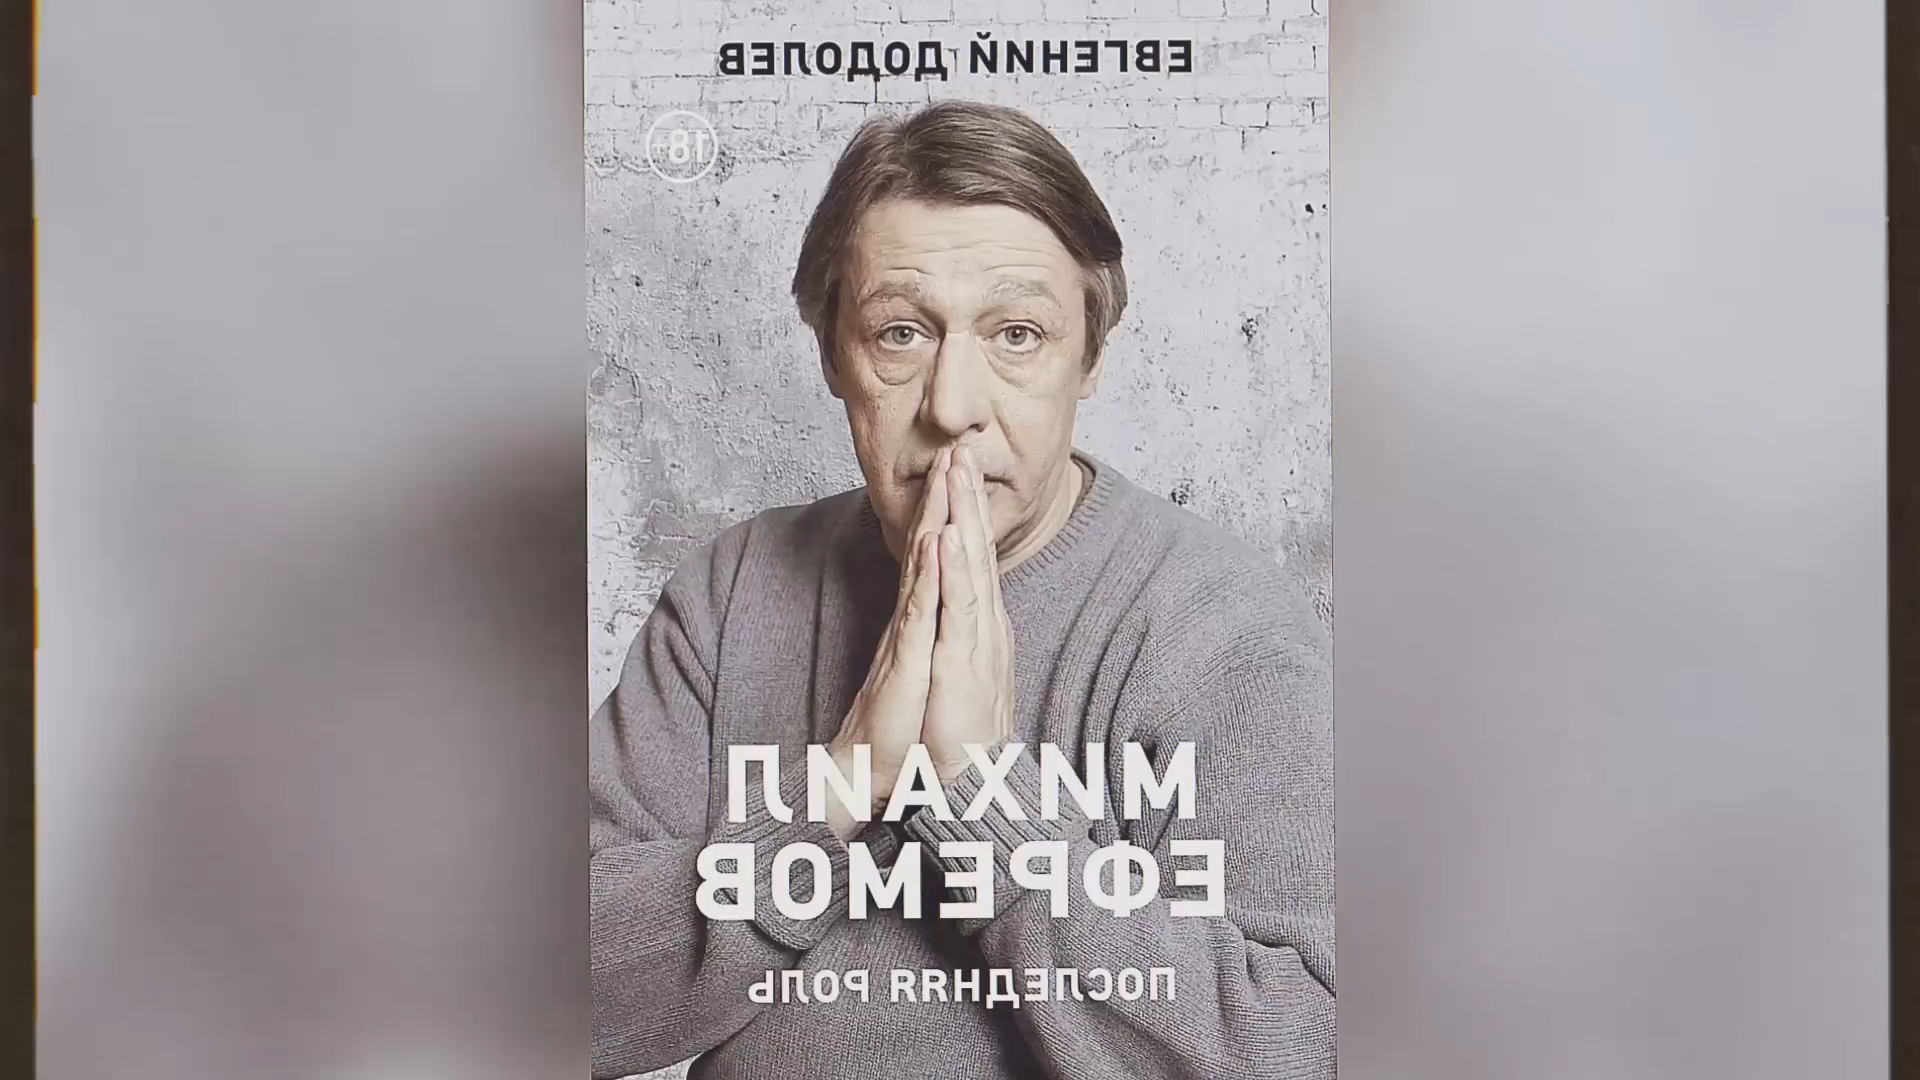 ЕВГЕНИЙ ДОДОЛЕВ
18+
МИХАИЛ
ЕФРЕМОВ
ПОСЛЕДНЯЯ РОЛЬ